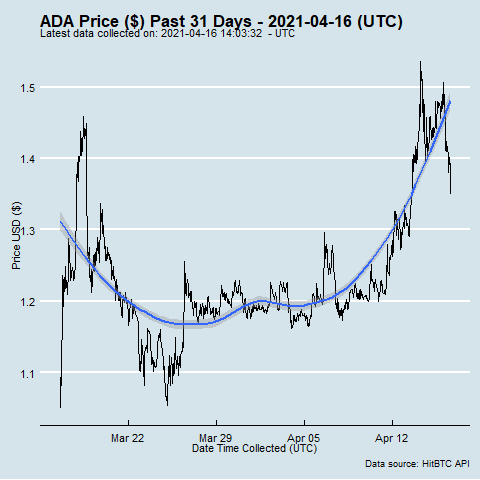 ADA Price ($) Past 31 Days - 2021-04-16 (UTC)
Latest data collected on: 2021-04-16 14:03:32 - UTC
Price USD ($)
1.5
1.4
1.3
1.2
1.1
Mar 22 Mar 29 Apr 05 Apr 12
Date Time Collected (UTC)
Data source: HitBTC API